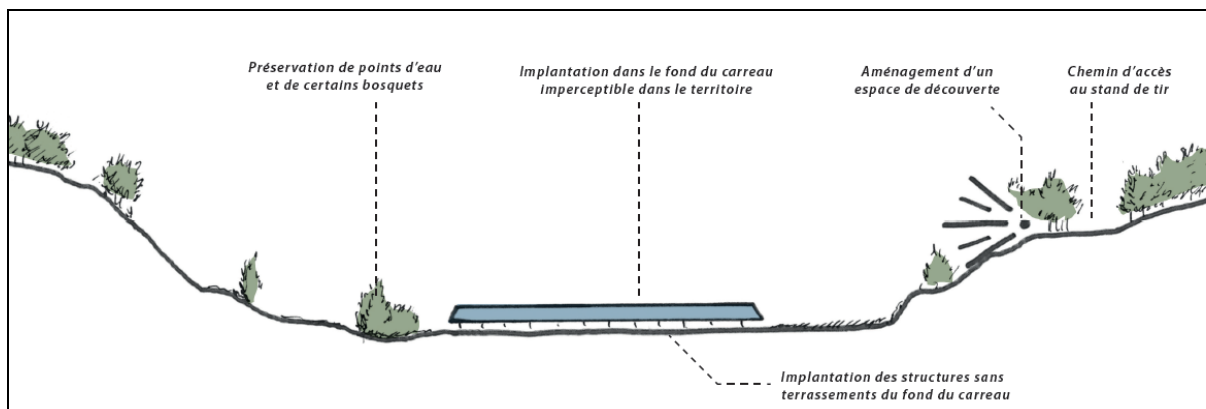 Préservation de points d'eau
et de certains bosquets
Implantation dans le fond du carreau
imperceptible dans le territoire
Aménagement d'un
espace de découverte
Chemin d'accès
au stand de tir
Implantation des structures sans
terrassements du fond du carreau